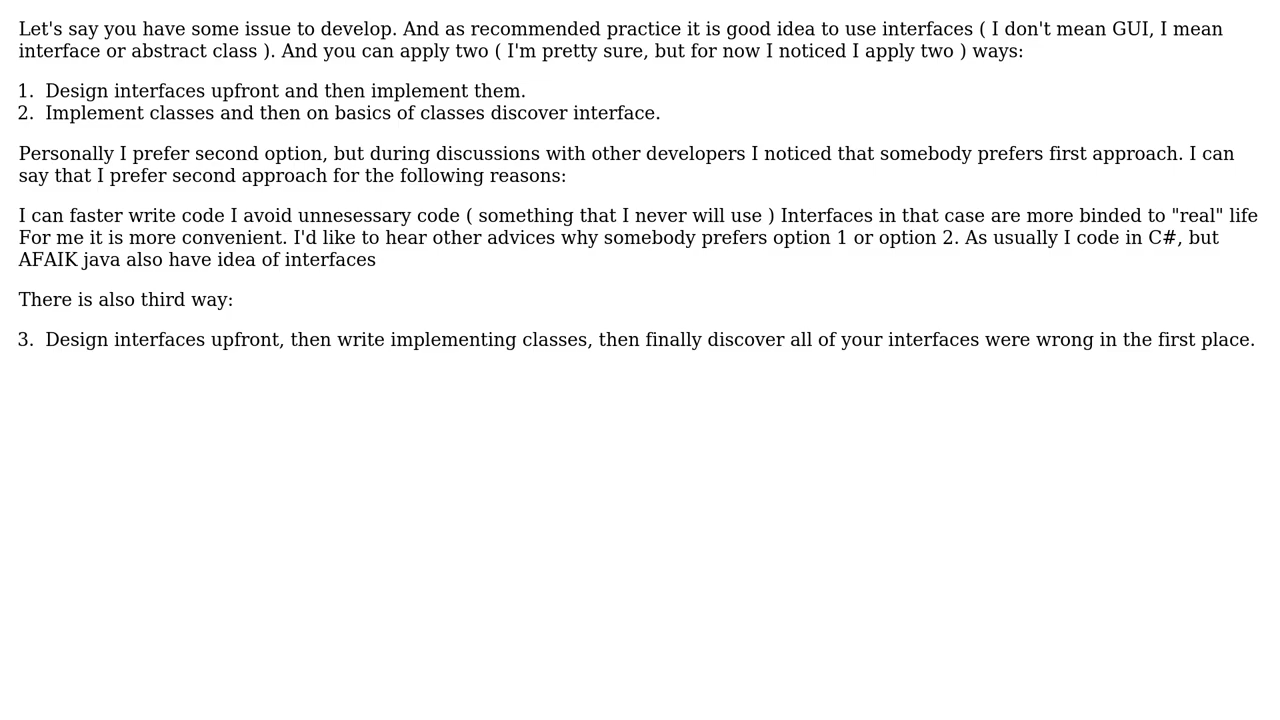 Let's say you have some issue to develop. And as recommended practice it is good idea to use interfaces ( I don't mean GUI, I mean
interface or abstract class ). And you can apply two ( I'm pretty sure, but for now I noticed I apply two ) ways:
1. Design interfaces upfront and then implement them.
2. Implement classes and then on basics of classes discover interface.
Personally I prefer second option, but during discussions with other developers I noticed that somebody prefers first approach. I can
say that I prefer second approach for the following reasons:
I can faster write code I avoid unnesessary code ( something that I never will use ) Interfaces in that case are more binded to "real" life
For me it is more convenient. I'd like to hear other advices why somebody prefers option 1 or option 2. As usually I code in C#, but
AFAIK java also have idea of interfaces
There is also third way:
3. Design interfaces upfront, then write implementing classes, then finally discover all of your interfaces were wrong in the first place.